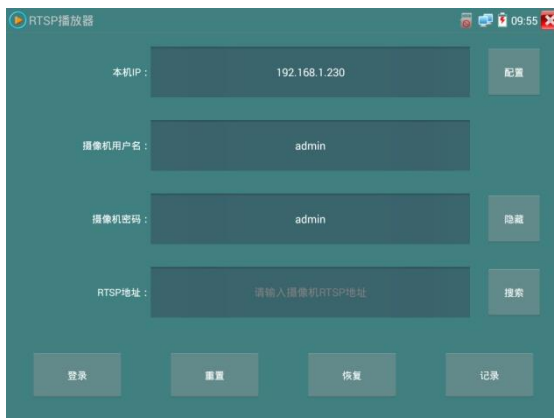 RTSP播放器 09:55
本机IP： 192.168.1.230 配置
摄像机用户名： admin
摄像机密码： admin 隐藏
RTSP地址： 请输入摄像机RTSP地址 搜索
登录 重置 恢复 记录